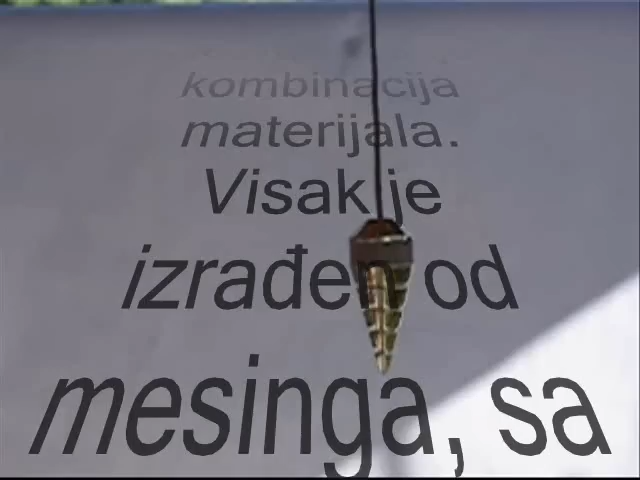 kombinacija
materijala.
Visak je
izrađen od
mesinga, sa